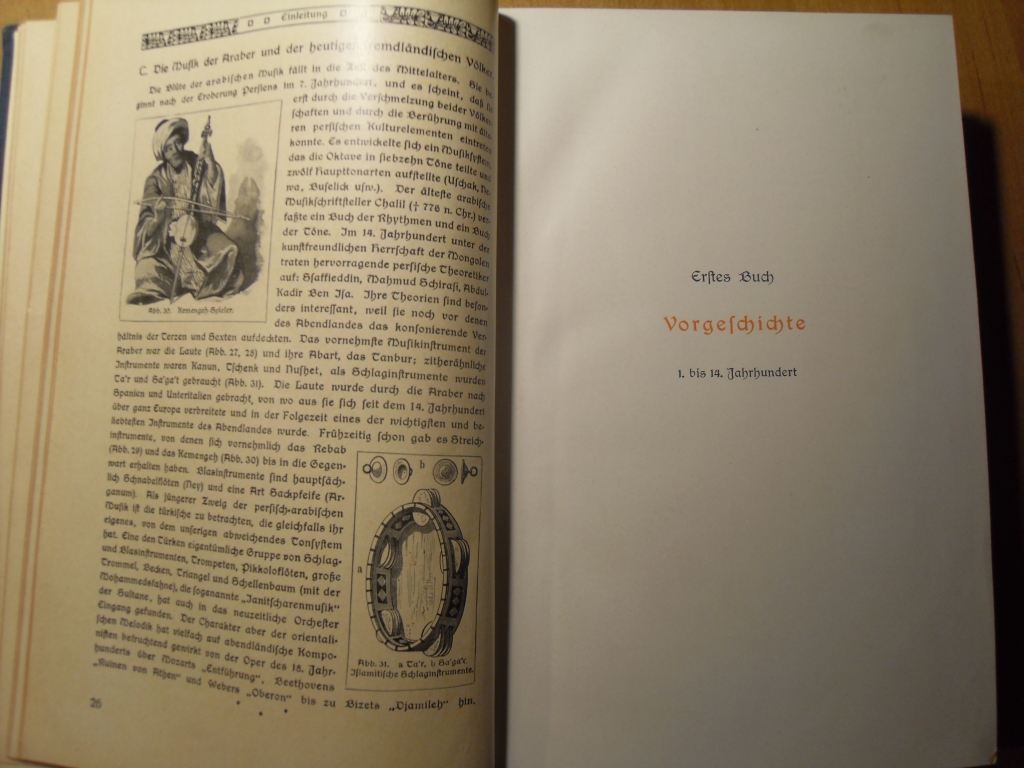 Einleitung
C. Die Musik der Araber und der heutigen fremdländischen Völker.
Die Blüte der arabischen Musik fällt in die Zeit des Mittelalters. Sie be-
ginnt nach der Eroberung Persiens im 7. Jahrhundert, und es scheint, daß sie
erst durch die Verschmelzung beider Völker-
schaften und durch die Berührung mit älte-
ren persischen Kulturelementen eintreten
konnte. Es entwickelte sich ein Musiksystem,
das die Oktave in siebzehn Töne teilte und
zwölf Haupttonarten aufstellte (Uschak, Ne-
wa, Buselick usw.). Der älteste arabische
Musikschriftsteller Chalil († 776 n. Chr.) ver-
faßte ein Buch der Rhythmen und ein Buch
der Töne. Im 14. Jahrhundert unter der
kunstfreundlichen Herrschaft der Mongolen
traten hervorragende persische Theoretiker
auf: Ssaffieddin, Mahmud Schirasi, Abdul-
Kadir Ben Isa. Ihre Theorien sind beson-
ders interessant, weil sie noch vor denen
des Abendlandes das konsonierende Ver-
Abb. 30. Kemengeh-Spieler.
hältnis der Terzen und Sexten aufdeckten. Das vornehmste Musikinstrument der
Araber war die Laute (Abb. 27, 28) und ihre Abart, das Tanbur; zitherähnliche
Instrumente waren Kanun, Tschenk und Nushet, als Schlaginstrumente wurden
Ta'r und Sa'ga't gebraucht (Abb. 31). Die Laute wurde durch die Araber nach
Spanien und Unteritalien gebracht, von wo aus sie sich seit dem 14. Jahrhundert
über ganz Europa verbreitete und in der Folgezeit eines der wichtigsten und be-
liebtesten Instrumente des Abendlandes wurde. Frühzeitig schon gab es Streich-
instrumente, von denen sich vornehmlich das Rebab
(Abb. 29) und das Kemengeh (Abb. 30) bis in die Gegen-
wart erhalten haben. Blasinstrumente sind hauptsäch-
lich Schnabelflöten (Ney) und eine Art Sackpfeife (Ar-
ganum). Als jüngerer Zweig der persisch-arabischen
Musik ist die türkische zu betrachten, die gleichfalls ihr
eigenes, von dem unserigen abweichendes Tonsystem
hat. Eine den Türken eigentümliche Gruppe von Schlag-
und Blasinstrumenten, Trompeten, Pikkoloflöten, große
Trommel, Becken, Triangel und Schellenbaum (mit der
Mohammedsfahne), die sogenannte „Janitscharenmusik“
der Sultane, hat auch in das neuzeitliche Orchester
Eingang gefunden. Der Charakter aber der orientali-
schen Melodik hat vielfach auf abendländische Kompo-
nisten befruchtend gewirkt von der Oper des 18. Jahr-
hunderts über Mozarts „Entführung“, Beethovens
„Ruinen von Athen“ und Webers „Oberon“ bis zu Bizets „Djamileh“ hin.
a
b
Abb. 31. a Ta'r, b Sa'ga't.
Islamitische Schlaginstrumente.
26
Erstes Buch
Vorgeschichte
1. bis 14. Jahrhundert